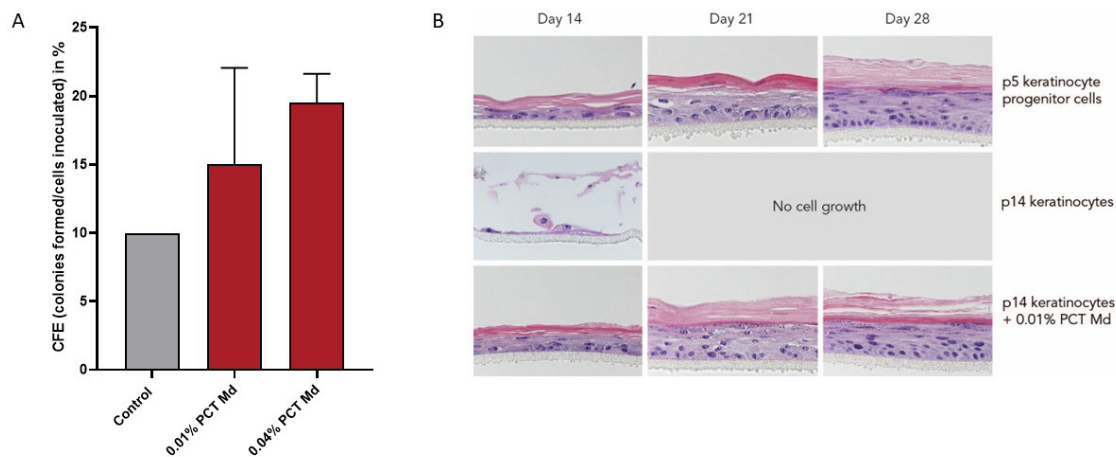 A
CFE (colonies formed/cells inoculated) in %
25
20
15
10
5
0
Control
0.01% PCT Md
0.04% PCT Md
B
Day 14
Day 21
Day 28
p5 keratinocyte
progenitor cells
No cell growth
p14 keratinocytes
p14 keratinocytes
+ 0.01% PCT Md